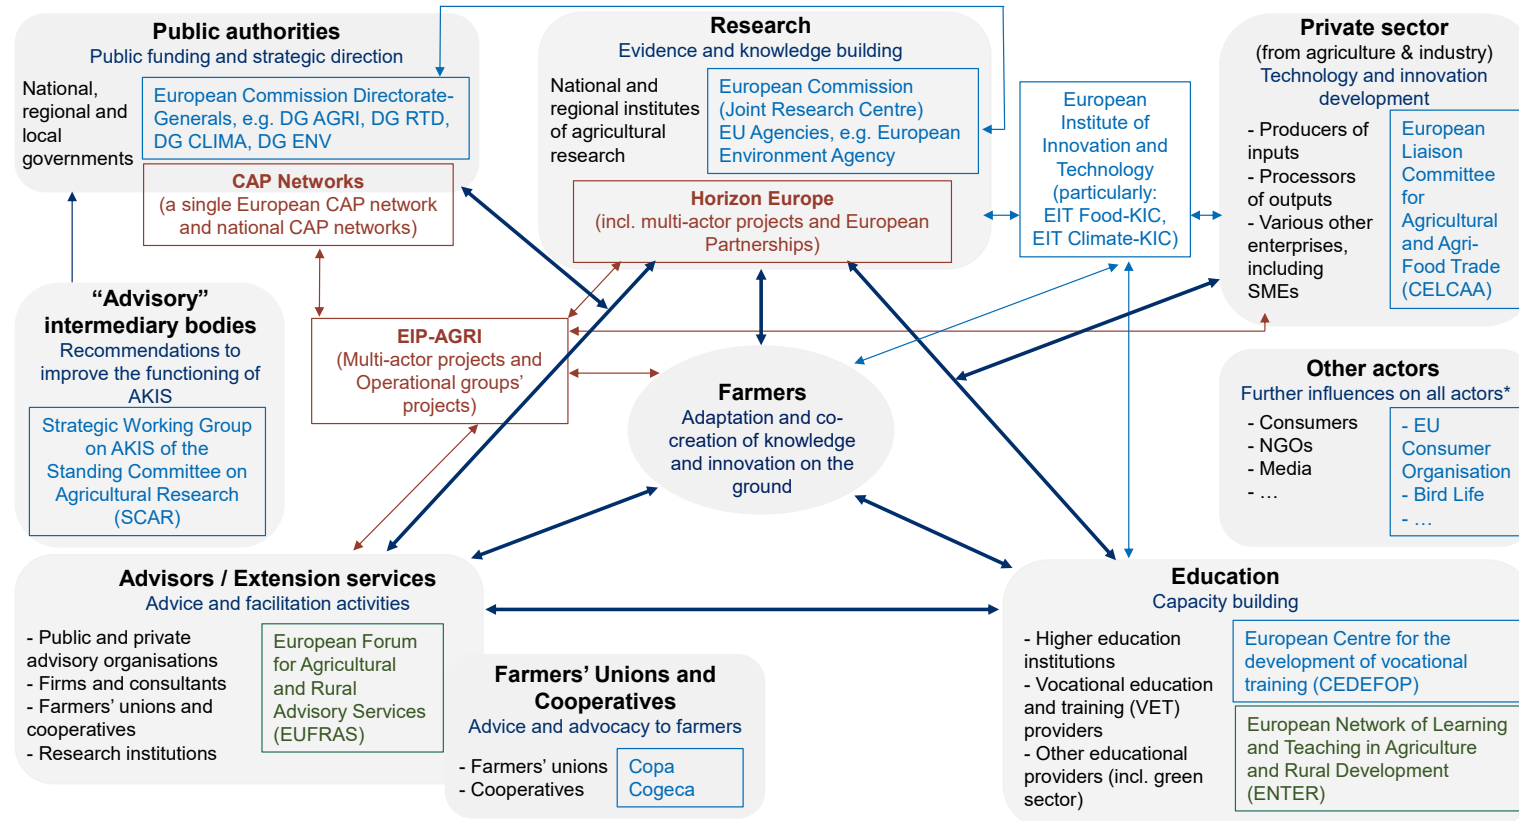 Public authorities
Public funding and strategic direction
National,
regional and
local
governments
European Commission Directorate-
Generals, e.g. DG AGRI, DG RTD,
DG CLIMA, DG ENV
CAP Networks
(a single European CAP network
and national CAP networks)
Research
Evidence and knowledge building
National and
regional institutes
of agricultural
research
European Commission
(Joint Research Centre)
EU Agencies, e.g. European
Environment Agency
Horizon Europe
(incl. multi-actor projects and European
Partnerships)
European
Institute of
Innovation and
Technology
(particularly:
EIT Food-KIC,
EIT Climate-KIC)
Private sector
(from agriculture & industry)
Technology and innovation
development
- Producers of
inputs
- Processors
of outputs
- Various other
enterprises,
including
SMEs
European
Liaison
Committee
for
Agricultural
and Agri-
Food Trade
(CELCAA)
“Advisory”
intermediary bodies
Recommendations to
improve the functioning of
AKIS
Strategic Working Group
on AKIS of the
Standing Committee on
Agricultural Research
(SCAR)
EIP-AGRI
(Multi-actor projects and
Operational groups’
projects)
Farmers
Adaptation and co-
creation of knowledge
and innovation on the
ground
Other actors
Further influences on all actors*
- Consumers
- NGOs
- Media
- …
- EU
Consumer
Organisation
- Bird Life
- …
Advisors / Extension services
Advice and facilitation activities
- Public and private
advisory organisations
- Firms and consultants
- Farmers’ unions and
cooperatives
- Research institutions
European Forum
for Agricultural
and Rural
Advisory Services
(EUFRAS)
Farmers’ Unions and
Cooperatives
Advice and advocacy to farmers
- Farmers’ unions
- Cooperatives
Copa
Cogeca
Education
Capacity building
- Higher education
institutions
- Vocational education
and training (VET)
providers
- Other educational
providers (incl. green
sector)
European Centre for the
development of vocational
training (CEDEFOP)
European Network of Learning
and Teaching in Agriculture
and Rural Development
(ENTER)